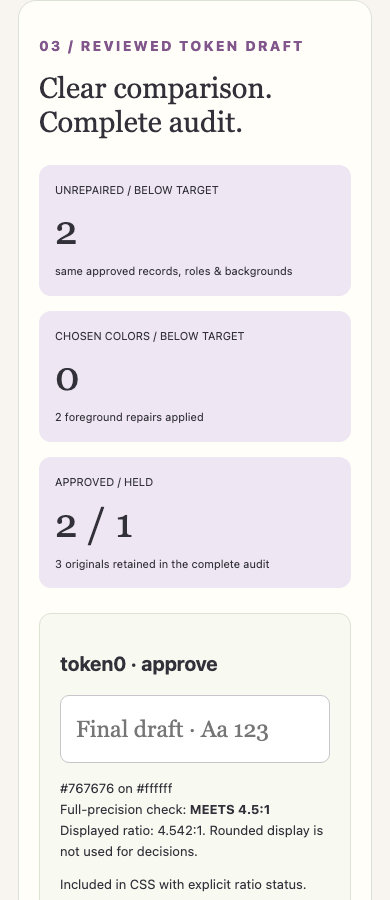 03 / REVIEWED TOKEN DRAFT
Clear comparison.
Complete audit.
UNREPAIRED / BELOW TARGET
2
same approved records, roles & backgrounds
CHOSEN COLORS / BELOW TARGET
0
2 foreground repairs applied
APPROVED / HELD
2 / 1
3 originals retained in the complete audit
token0 · approve
Final draft · Aa 123
#767676 on #ffffff
Full-precision check: MEETS 4.5:1
Displayed ratio: 4.542:1. Rounded display is
not used for decisions.
Included in CSS with explicit ratio status.